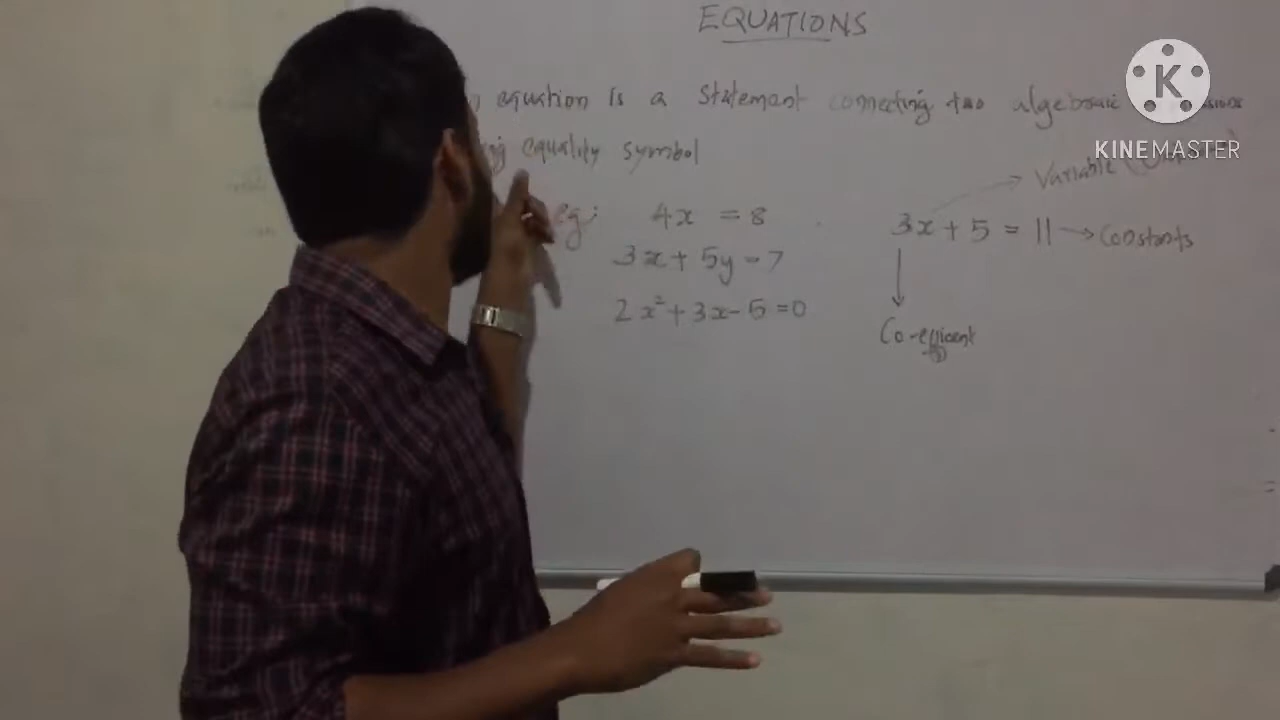 EQUATIONS
equation is a statement connecting two algebraic
equality symbol
eg: 4x = 8
3x + 5y = 7
2x² + 3x - 5 = 0
Variable
3x + 5 = 11 → Constants
Co-efficient
K
KINEMASTER